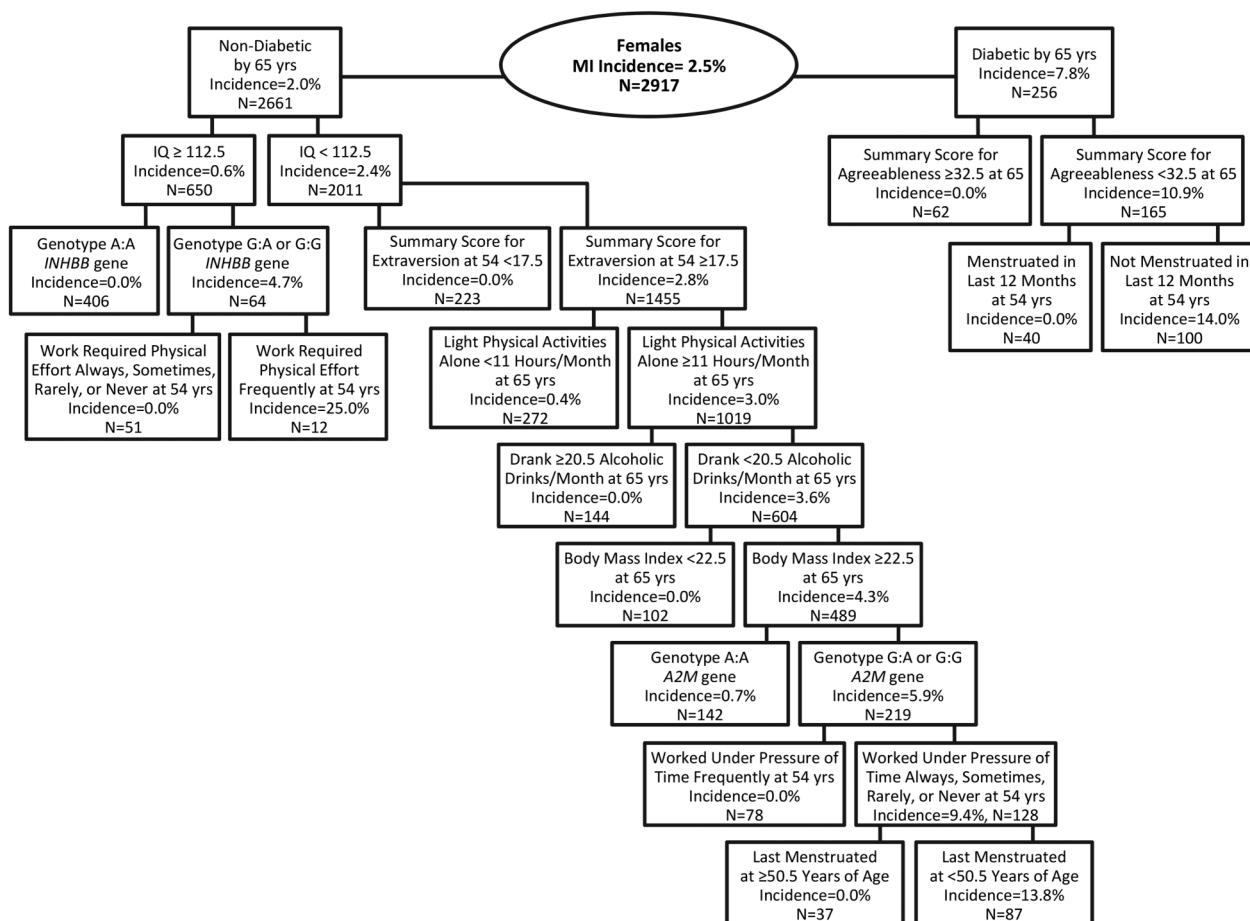 Females
MI Incidence= 2.5%
N=2917
Non-Diabetic
by 65 yrs
Incidence=2.0%
N=2661
Diabetic by 65 yrs
Incidence=7.8%
N=256
IQ ≥ 112.5
Incidence=0.6%
N=650
IQ < 112.5
Incidence=2.4%
N=2011
Summary Score for
Agreeableness ≥32.5 at 65
Incidence=0.0%
N=62
Summary Score for
Agreeableness <32.5 at 65
Incidence=10.9%
N=165
Genotype A:A
INHBB gene
Incidence=0.0%
N=406
Genotype G:A or G:G
INHBB gene
Incidence=4.7%
N=64
Summary Score for
Extraversion at 54 <17.5
Incidence=0.0%
N=223
Summary Score for
Extraversion at 54 ≥17.5
Incidence=2.8%
N=1455
Menstruated in
Last 12 Months
at 54 yrs
Incidence=0.0%
N=40
Not Menstruated in
Last 12 Months
at 54 yrs
Incidence=14.0%
N=100
Work Required Physical
Effort Always, Sometimes,
Rarely, or Never at 54 yrs
Incidence=0.0%
N=51
Work Required
Physical Effort
Frequently at 54 yrs
Incidence=25.0%
N=12
Light Physical Activities
Alone <11 Hours/Month
at 65 yrs
Incidence=0.4%
N=272
Light Physical Activities
Alone ≥11 Hours/Month
at 65 yrs
Incidence=3.0%
N=1019
Drank ≥20.5 Alcoholic
Drinks/Month at 65 yrs
Incidence=0.0%
N=144
Drank <20.5 Alcoholic
Drinks/Month at 65 yrs
Incidence=3.6%
N=604
Body Mass Index <22.5
at 65 yrs
Incidence=0.0%
N=102
Body Mass Index ≥22.5
at 65 yrs
Incidence=4.3%
N=489
Genotype A:A
A2M gene
Incidence=0.7%
N=142
Genotype G:A or G:G
A2M gene
Incidence=5.9%
N=219
Worked Under Pressure of
Time Frequently at 54 yrs
Incidence=0.0%
N=78
Worked Under Pressure of
Time Always, Sometimes,
Rarely, or Never at 54 yrs
Incidence=9.4%, N=128
Last Menstruated
at ≥50.5 Years of Age
Incidence=0.0%
N=37
Last Menstruated
at <50.5 Years of Age
Incidence=13.8%
N=87